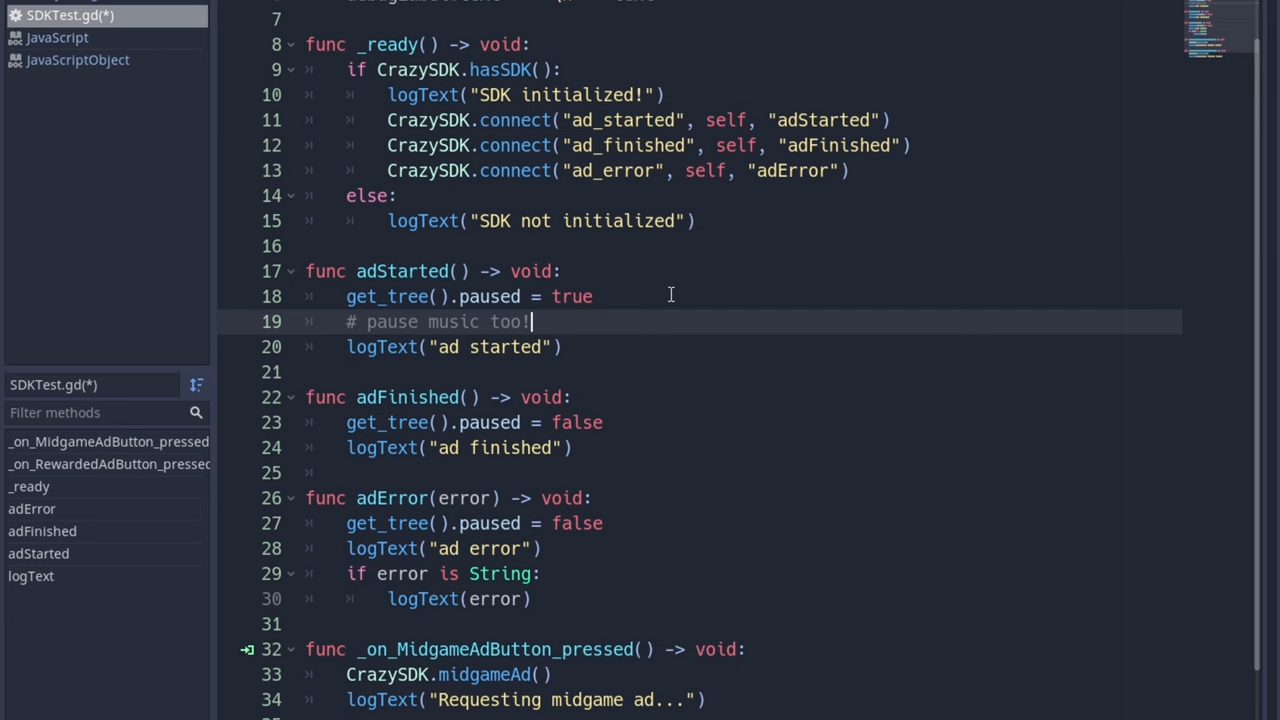 SDKTest.gd(*)
JavaScript
JavaScriptObject
SDKTest.gd(*)
Filter methods
_on_MidgameAdButton_pressed
_on_RewardedAdButton_pressed
_ready
adError
adFinished
adStarted
logText
7
8 func _ready() -> void:
9 if CrazySDK.hasSDK():
10 logText("SDK initialized!")
11 CrazySDK.connect("ad_started", self, "adStarted")
12 CrazySDK.connect("ad_finished", self, "adFinished")
13 CrazySDK.connect("ad_error", self, "adError")
14 else:
15 logText("SDK not initialized")
16
17 func adStarted() -> void:
18 get_tree().paused = true
19 # pause music too!
20 logText("ad started")
21
22 func adFinished() -> void:
23 get_tree().paused = false
24 logText("ad finished")
25
26 func adError(error) -> void:
27 get_tree().paused = false
28 logText("ad error")
29 if error is String:
30 logText(error)
31
32 func _on_MidgameAdButton_pressed() -> void:
33 CrazySDK.midgameAd()
34 logText("Requesting midgame ad...")